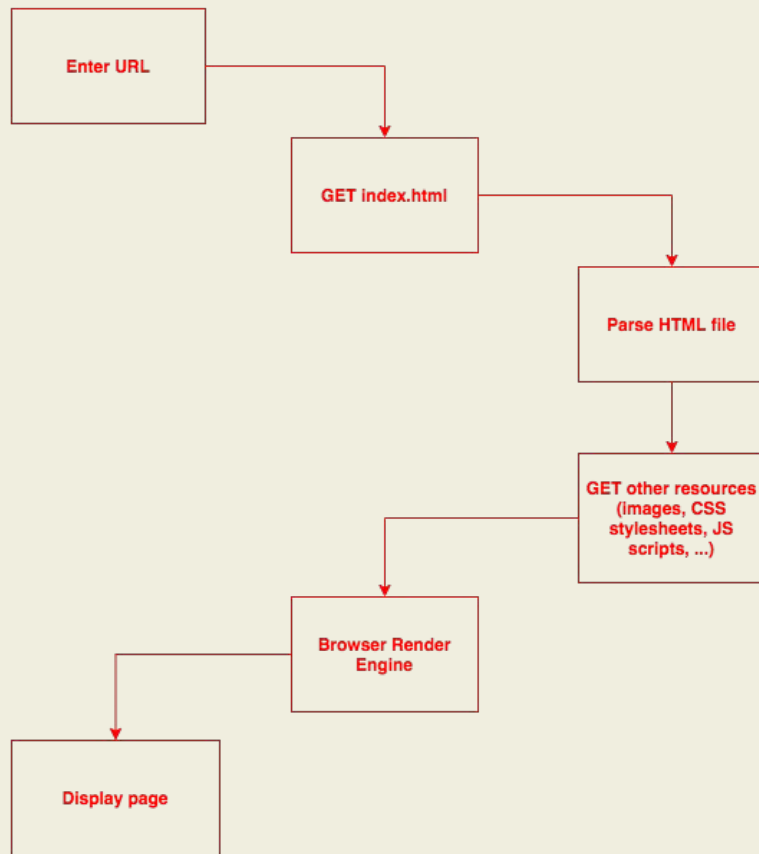 Enter URL
GET index.html
Parse HTML file
GET other resources
(images, CSS
stylesheets, JS
scripts, ...)
Browser Render
Engine
Display page